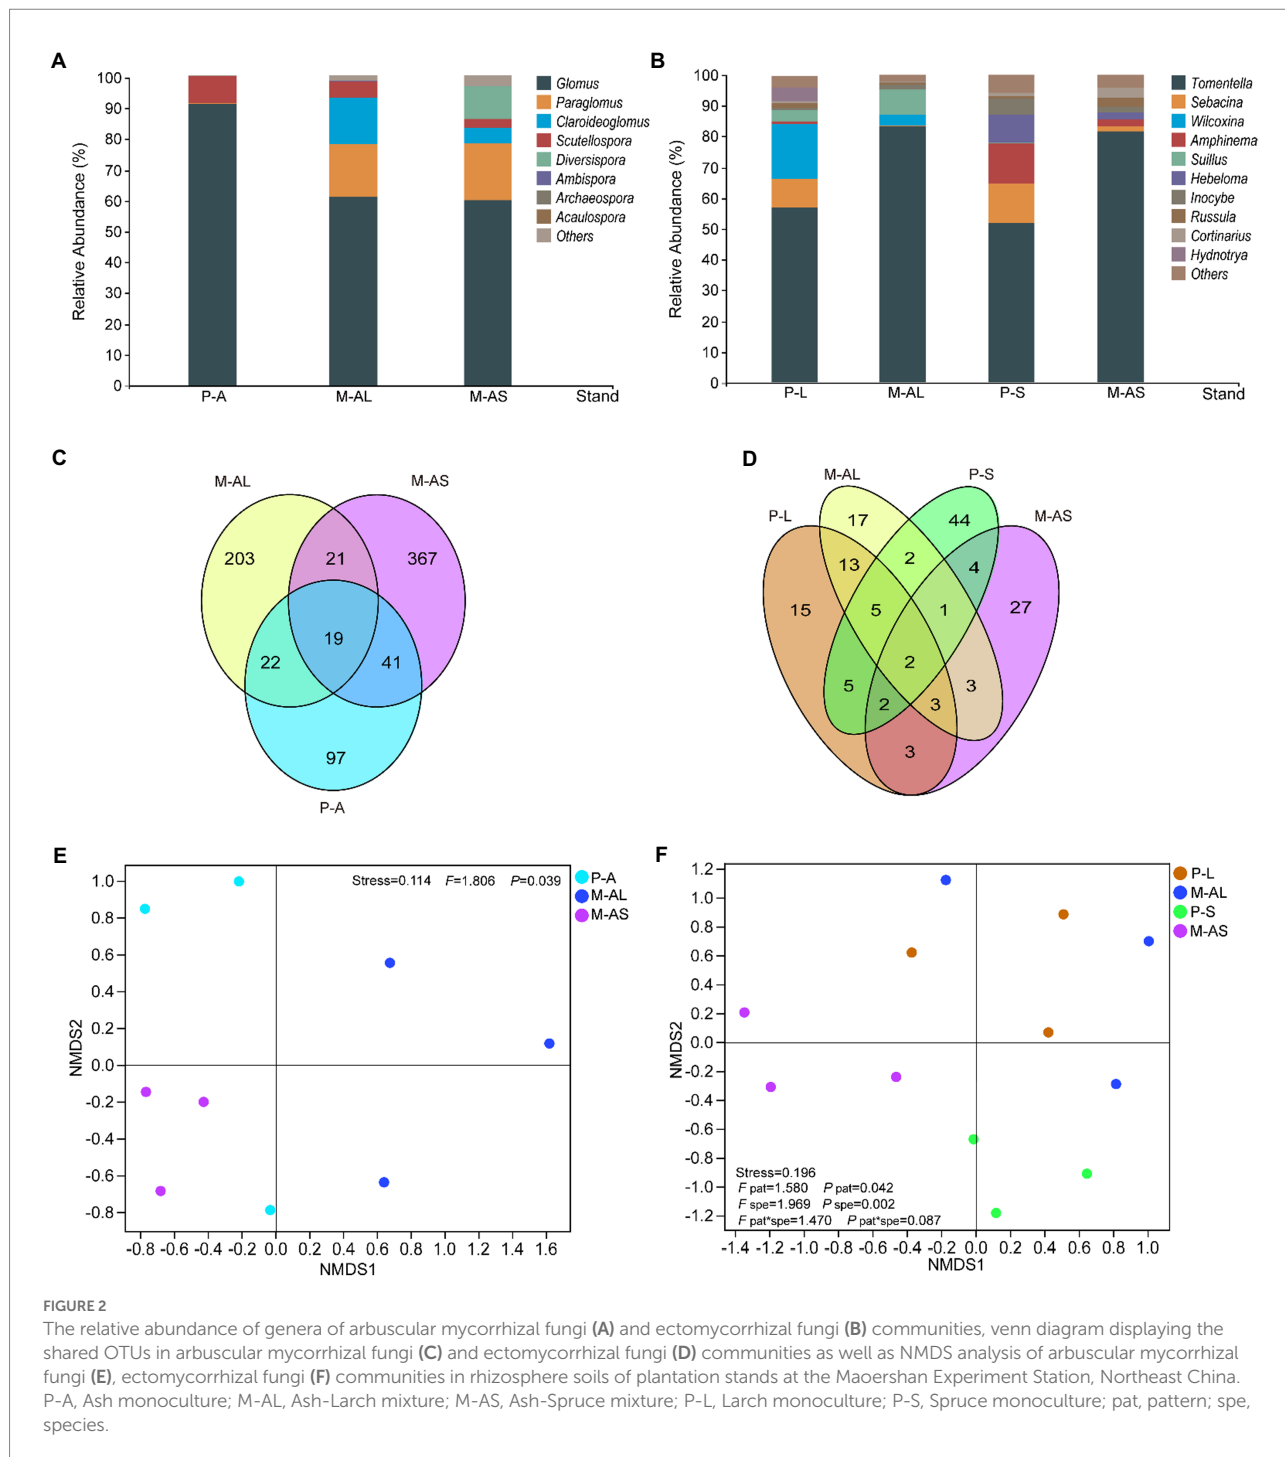 A
Relative Abundance (%)
100
90
80
70
60
50
40
30
20
10
0
P-A
M-AL
M-AS
Stand
Glomus
Paraglomus
Claroideoglomus
Scutellospora
Diversispora
Ambispora
Archaeospora
Acaulospora
Others
B
Relative Abundance (%)
100
90
80
70
60
50
40
30
20
10
0
P-L
M-AL
P-S
M-AS
Stand
Tomentella
Sebacina
Wilcoxina
Amphinema
Suillus
Hebeloma
Inocybe
Russula
Cortinarius
Hydnotrya
Others
C
M-AL
M-AS
203
21
367
19
22
41
97
P-A
D
M-AL
P-S
P-L
M-AS
17
44
2
13
4
15
5
1
27
2
5
3
2
3
3
E
Stress=0.114 F=1.806 P=0.039
P-A
M-AL
M-AS
NMDS2
1.0
0.8
0.6
0.4
0.2
0.0
-0.2
-0.4
-0.6
-0.8
-0.8 -0.6 -0.4 -0.2 0.0 0.2 0.4 0.6 0.8 1.0 1.2 1.4 1.6
NMDS1
F
P-L
M-AL
P-S
M-AS
NMDS2
1.2
1.0
0.8
0.6
0.4
0.2
0.0
-0.2
-0.4
-0.6
-0.8
-1.0
-1.2
Stress=0.196
F pat=1.580 P pat=0.042
F spe=1.969 P spe=0.002
F pat*spe=1.470 P pat*spe=0.087
-1.4 -1.2 -1.0 -0.8 -0.6 -0.4 -0.2 0.0 0.2 0.4 0.6 0.8 1.0
NMDS1
FIGURE 2
The relative abundance of genera of arbuscular mycorrhizal fungi (A) and ectomycorrhizal fungi (B) communities, venn diagram displaying the
shared OTUs in arbuscular mycorrhizal fungi (C) and ectomycorrhizal fungi (D) communities as well as NMDS analysis of arbuscular mycorrhizal
fungi (E), ectomycorrhizal fungi (F) communities in rhizosphere soils of plantation stands at the Maoershan Experiment Station, Northeast China.
P-A, Ash monoculture; M-AL, Ash-Larch mixture; M-AS, Ash-Spruce mixture; P-L, Larch monoculture; P-S, Spruce monoculture; pat, pattern; spe,
species.